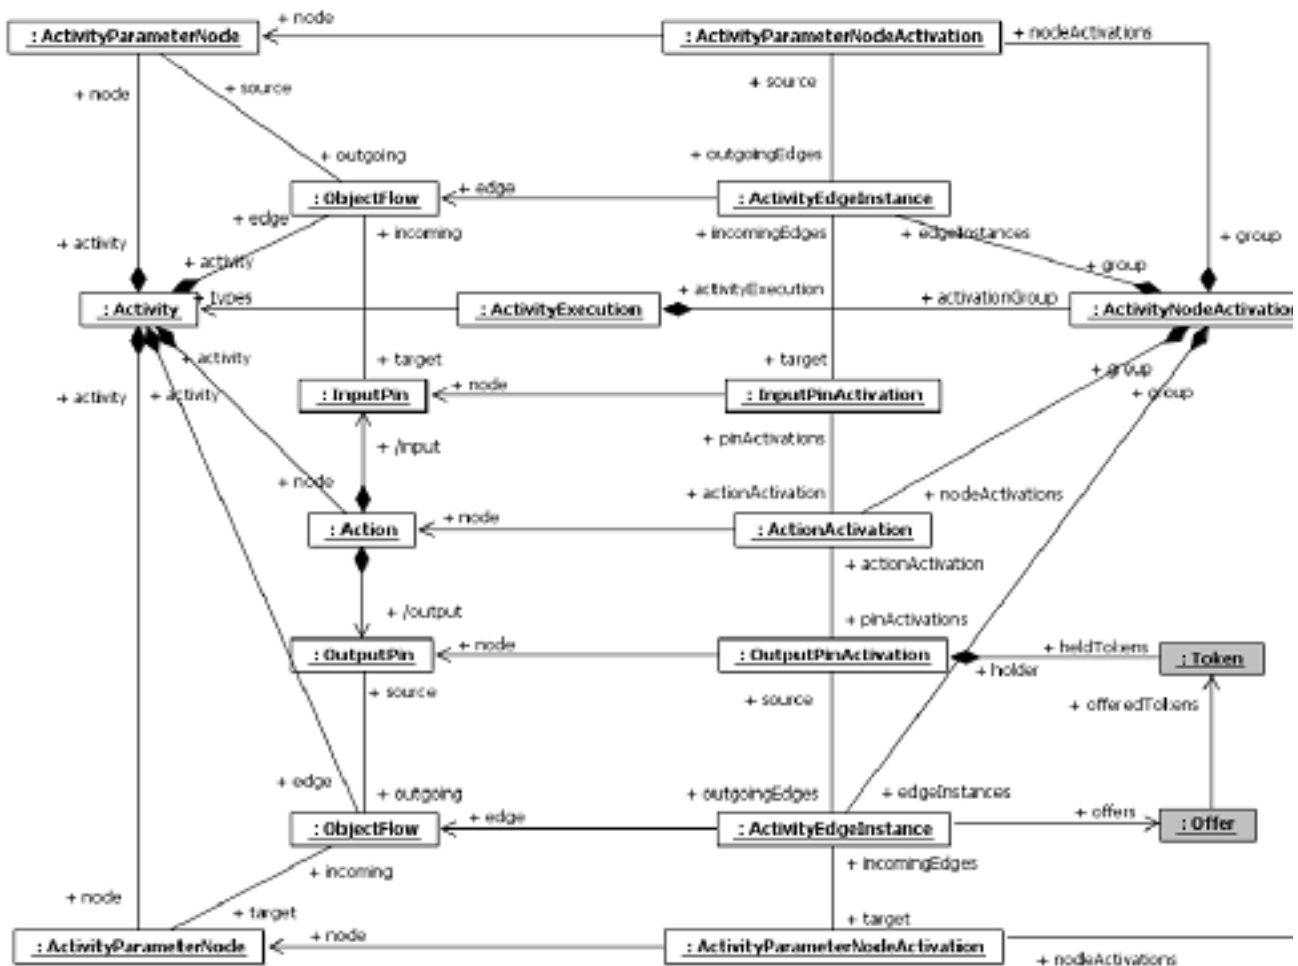 + node
: ActivityParameterNode
: ActivityParameterNodeActivation
+ nodeActivations
+ node
+ source
+ source
+ outgoing
+ outgoingEdges
: ObjectFlow
+ edge
: ActivityEdgeInstance
+ edge
+ incoming
+ incomingEdges
+ edgeInstances
+ group
+ activity
+ activity
+ group
+ types
+ activityExecution
+ activationGroup
: Activity
: ActivityExecution
: ActivityNodeActivation
+ activity
+ target
+ target
+ group
+ activity
+ activity
: InputPin
+ node
: InputPinActivation
+ group
+ /input
+ pinActivations
+ node
+ actionActivation
+ nodeActivations
: Action
+ node
: ActionActivation
+ actionActivation
+ /output
+ pinActivations
: OutputPin
+ node
: OutputPinActivation
+ heldTokens
: Token
+ holder
+ source
+ source
+ offeredTokens
+ edge
+ outgoing
+ outgoingEdges
+ edgeInstances
: ObjectFlow
+ edge
: ActivityEdgeInstance
+ offers
: Offer
+ incoming
+ incomingEdges
+ node
+ target
+ target
: ActivityParameterNode
+ node
: ActivityParameterNodeActivation
+ nodeActivations